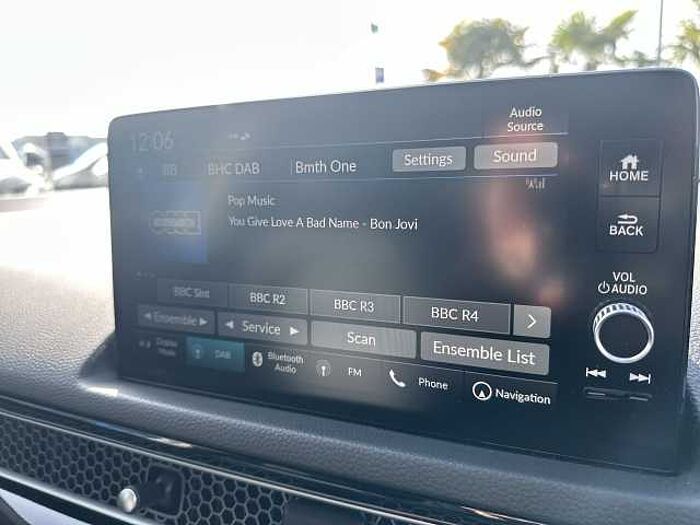 Audio
Source
12:06
BB BHC DAB Bmth One Settings Sound
Pop Music
You Give Love A Bad Name - Bon Jovi
HOME
BACK
VOL
AUDIO
BBC BBC R2 BBC R3 BBC R4
Ensemble Service Scan Ensemble List
DAB Bluetooth
Audio FM Phone Navigation